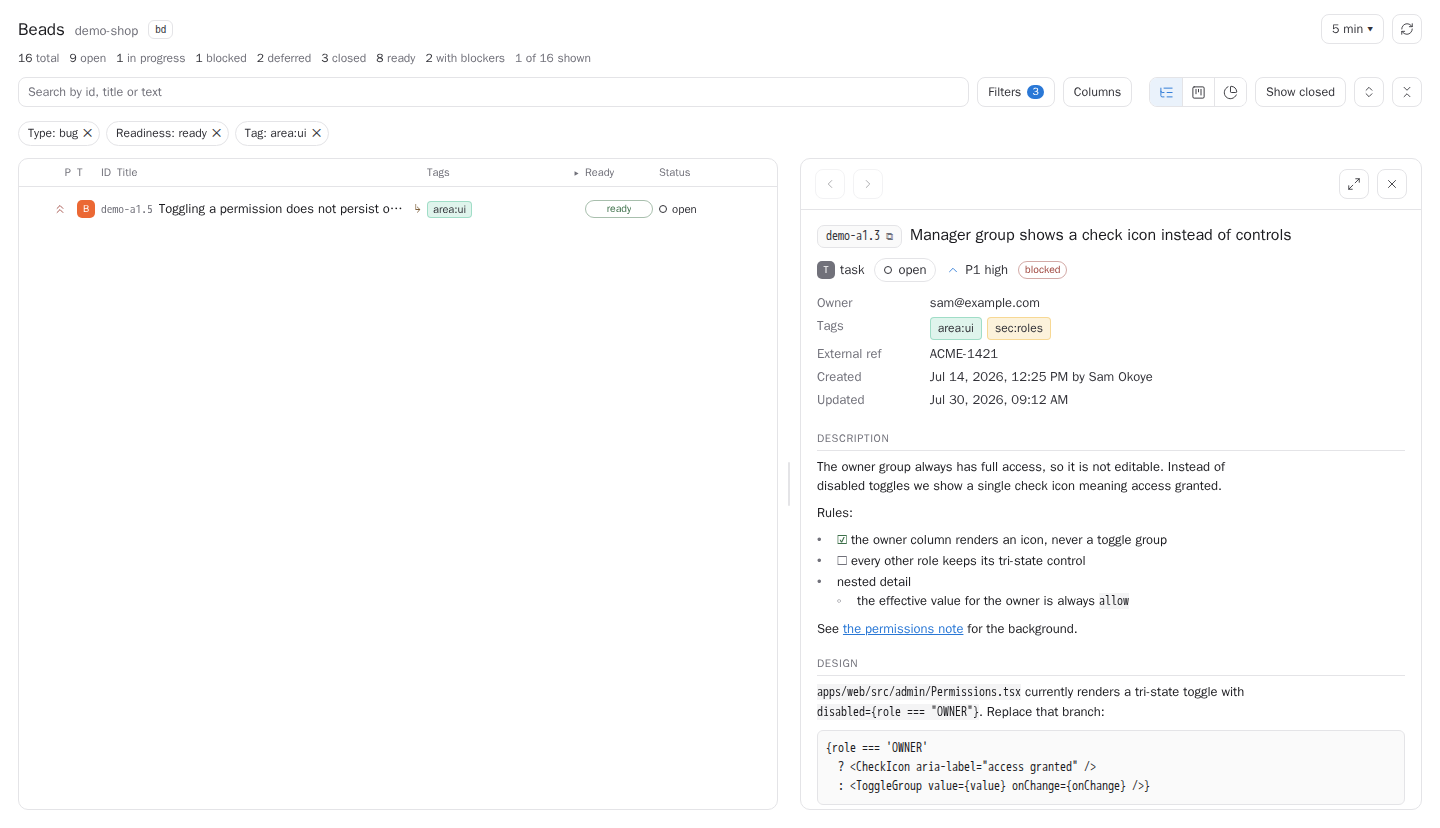 Beads demo-shop bd 5 min ▾
16 total 9 open 1 in progress 1 blocked 2 deferred 3 closed 8 ready 2 with blockers 1 of 16 shown
Search by id, title or text Filters 3 Columns Show closed
Type: bug ✕ Readiness: ready ✕ Tag: area:ui ✕
P T ID Title Tags ▸ Ready Status
B demo-a1.5 Toggling a permission does not persist o··· ↳ area:ui ready open
demo-a1.3 Manager group shows a check icon instead of controls
T task open P1 high blocked
Owner sam@example.com
Tags area:ui sec:roles
External ref ACME-1421
Created Jul 14, 2026, 12:25 PM by Sam Okoye
Updated Jul 30, 2026, 09:12 AM
DESCRIPTION
The owner group always has full access, so it is not editable. Instead of
disabled toggles we show a single check icon meaning access granted.
Rules:
• ☑ the owner column renders an icon, never a toggle group
• ☐ every other role keeps its tri-state control
• nested detail
◦ the effective value for the owner is always allow
See the permissions note for the background.
DESIGN
apps/web/src/admin/Permissions.tsx currently renders a tri-state toggle with
disabled={role === "OWNER"}. Replace that branch:
{role === 'OWNER'
? <CheckIcon aria-label="access granted" />
: <ToggleGroup value={value} onChange={onChange} />}